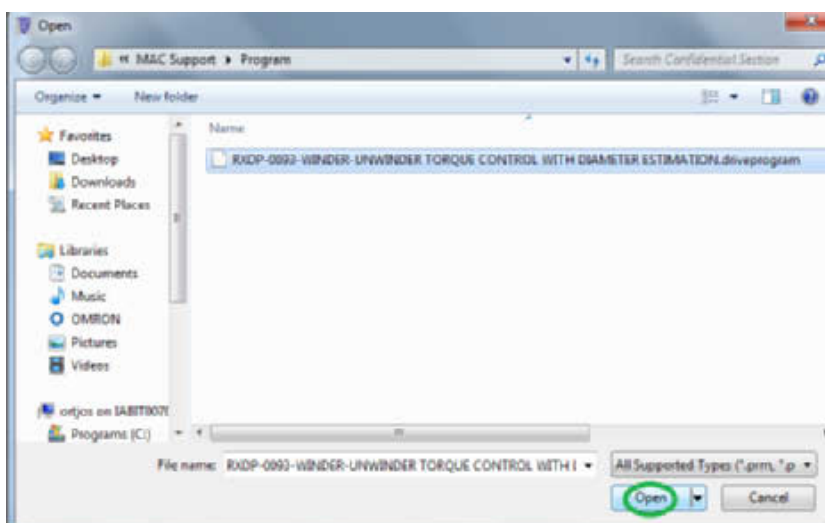 Open
« MAC Support ▸ Program
Search Confidential Section
Organize ▾ New folder
Name
Favorites
RXDP-0093-WINDER-UNWINDER TORQUE CONTROL WITH DIAMETER ESTIMATION.driveprogram
Desktop
Downloads
Recent Places
Libraries
Documents
Music
OMRON
Pictures
Videos
ortjos on
Programs (C:)
File name: RXDP-0093-WINDER-UNWINDER TORQUE CONTROL WITH
All Supported Types (*.prm, *.p
Open
Cancel